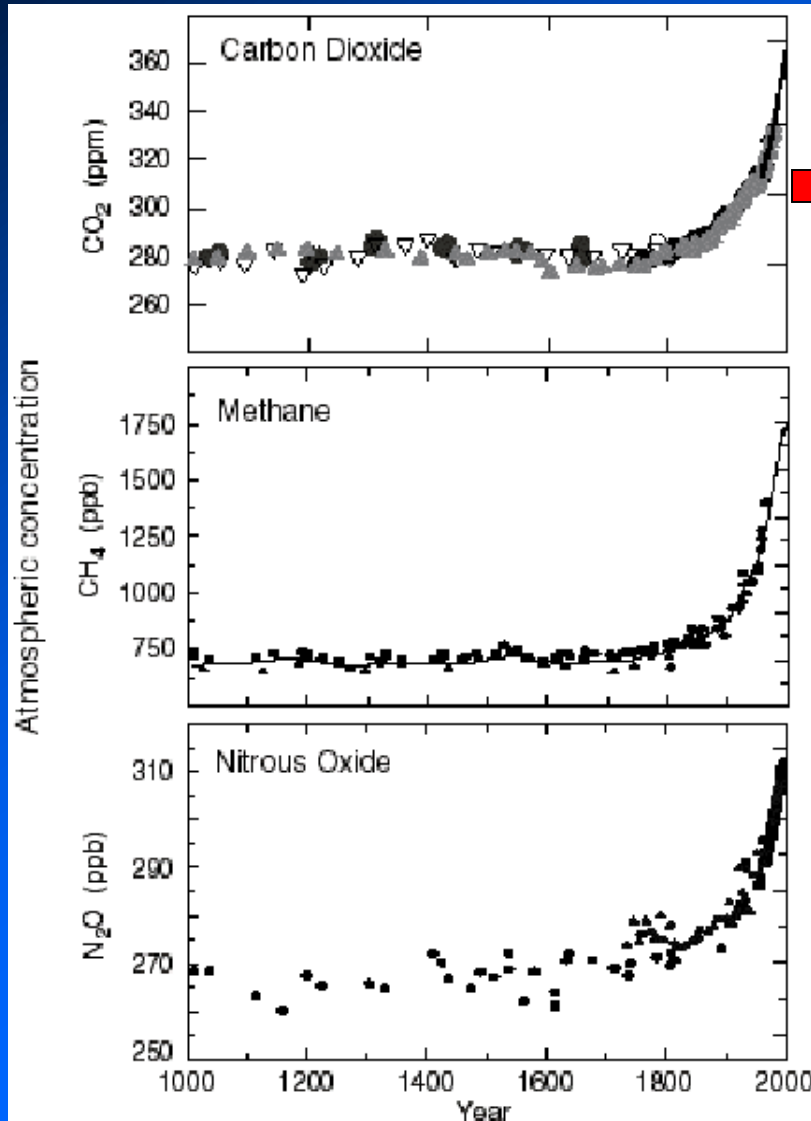 Atmospheric concentration
Carbon Dioxide
CO₂ (ppm)
360
340
320
300
280
260
Methane
CH₄ (ppb)
1750
1500
1250
1000
750
Nitrous Oxide
N₂O (ppb)
310
290
270
250
1000 1200 1400 1600 1800 2000
Year